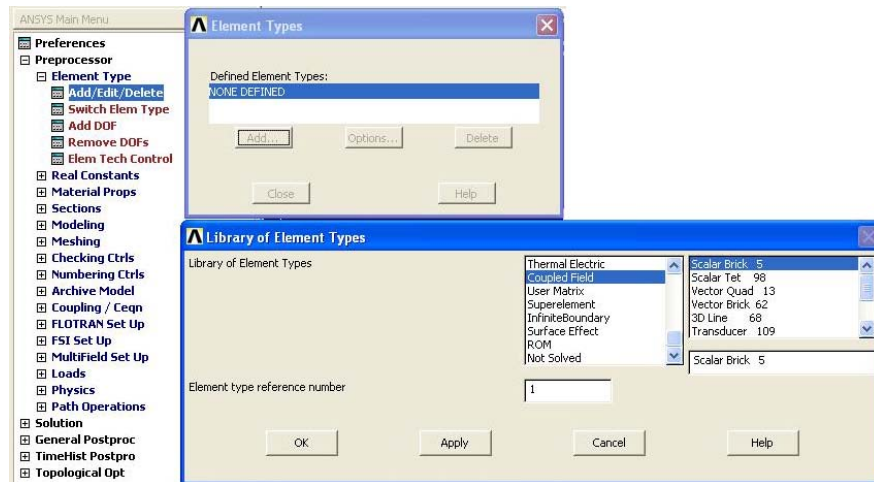 ANSYS Main Menu
Preferences
Preprocessor
Element Type
Add/Edit/Delete
Switch Elem Type
Add DOF
Remove DOFs
Elem Tech Control
Real Constants
Material Props
Sections
Modeling
Meshing
Checking Ctrls
Numbering Ctrls
Archive Model
Coupling / Ceqn
FLOTRAN Set Up
FSI Set Up
MultiField Set Up
Loads
Physics
Path Operations
Solution
General Postproc
TimeHist Postpro
Topological Opt
Element Types
Defined Element Types:
NONE DEFINED
Add...
Options...
Delete
Close
Help
Library of Element Types
Library of Element Types
Thermal Electric
Coupled Field
User Matrix
Superelement
InfiniteBoundary
Surface Effect
ROM
Not Solved
Scalar Brick 5
Scalar Tet 98
Vector Quad 13
Vector Brick 62
3D Line 68
Transducer 109
Scalar Brick 5
Element type reference number
1
OK
Apply
Cancel
Help